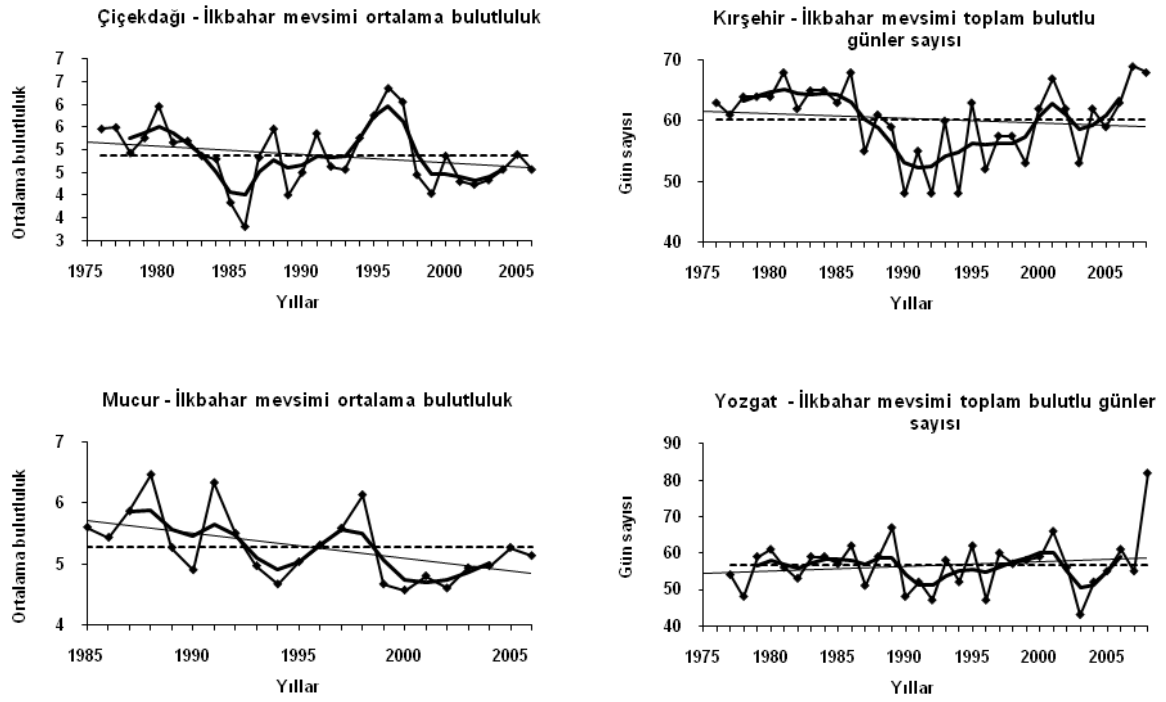 Çiçekdağı - İlkbahar mevsimi ortalama bulutluluk
Ortalama bulutluluk
7
7
6
6
5
5
4
4
3
1975 1980 1985 1990 1995 2000 2005
Yıllar
Kırşehir - İlkbahar mevsimi toplam bulutlu
günler sayısı
Gün sayısı
70
60
50
40
1975 1980 1985 1990 1995 2000 2005
Yıllar
Mucur - İlkbahar mevsimi ortalama bulutluluk
Ortalama bulutluluk
7
6
5
4
1985 1990 1995 2000 2005
Yıllar
Yozgat - İlkbahar mevsimi toplam bulutlu günler
sayısı
Gün sayısı
90
80
70
60
50
40
1975 1980 1985 1990 1995 2000 2005
Yıllar